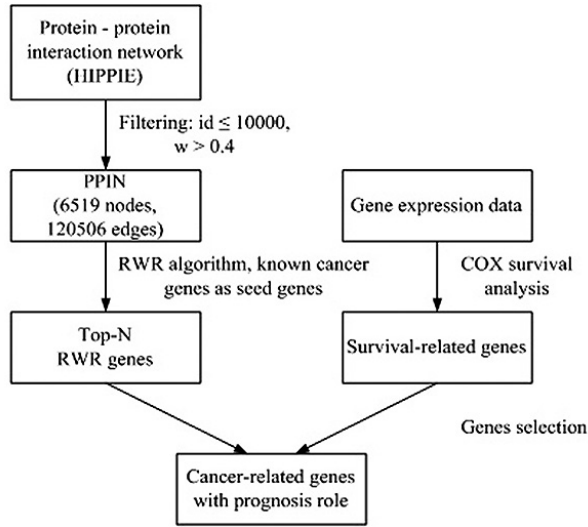 Protein - protein
interaction network
(HIPPIE)
Filtering: id ≤ 10000,
w > 0.4
PPIN
(6519 nodes,
120506 edges)
Gene expression data
RWR algorithm, known cancer
genes as seed genes
COX survival
analysis
Top-N
RWR genes
Survival-related genes
Genes selection
Cancer-related genes
with prognosis role